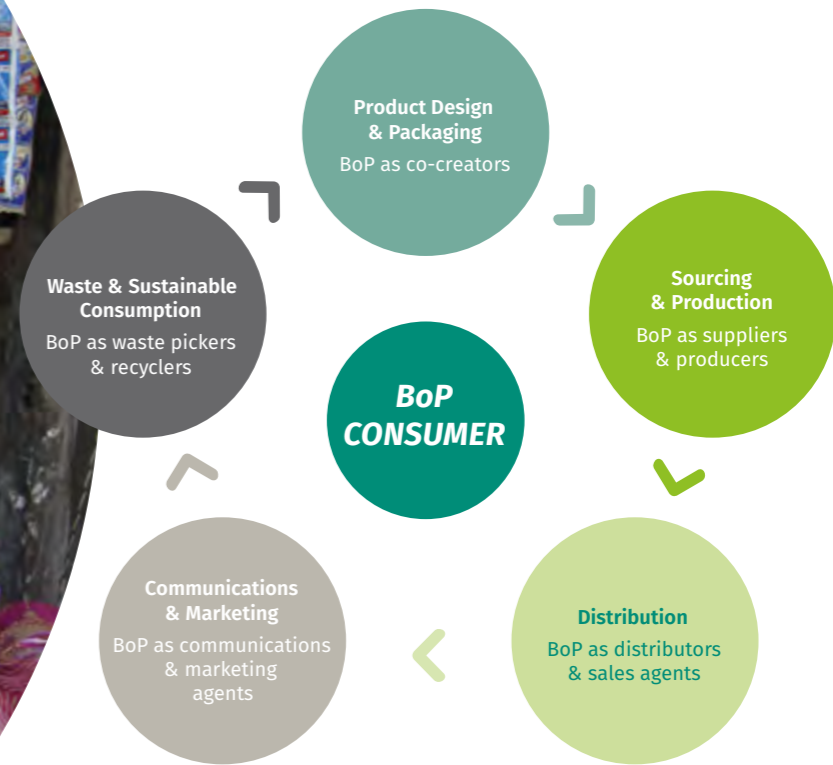 Product Design
& Packaging
BoP as co-creators
Sourcing
& Production
BoP as suppliers
& producers
Distribution
BoP as distributors
& sales agents
Communications
& Marketing
BoP as communications
& marketing
agents
Waste & Sustainable
Consumption
BoP as waste pickers
& recyclers
BoP
CONSUMER